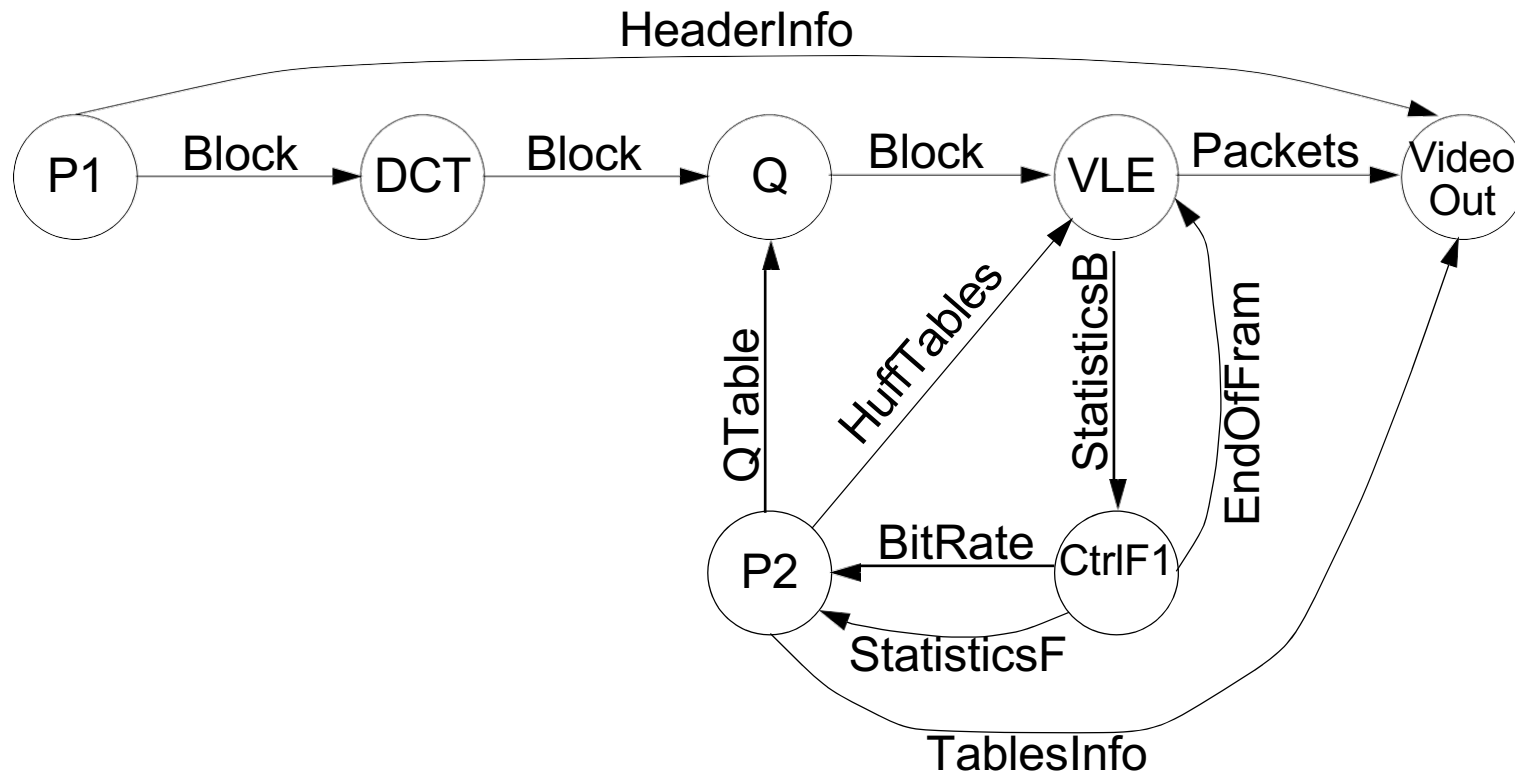 HeaderInfo
P1
Block
DCT
Block
Q
Block
VLE
Packets
Video
Out
QTable
HuffTables
StatisticsB
EndOfFram
P2
BitRate
CtrlF1
StatisticsF
TablesInfo